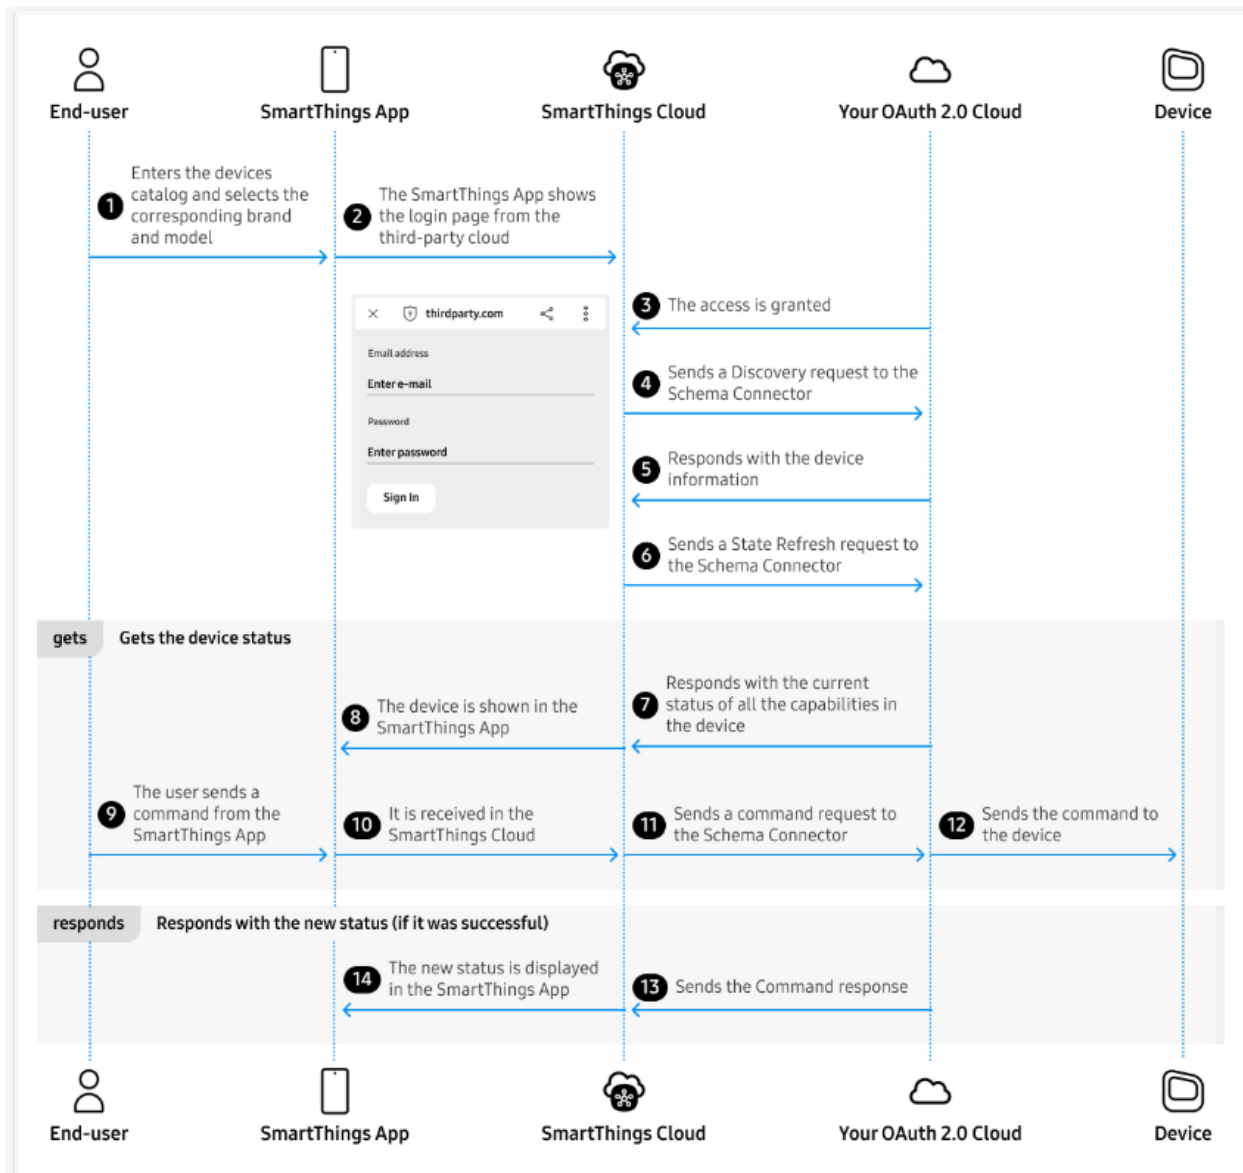 End-user
SmartThings App
SmartThings Cloud
Your OAuth 2.0 Cloud
Device
1
Enters the devices
catalog and selects the
corresponding brand
and model
2
The SmartThings App shows
the login page from the
third-party cloud
thirdparty.com
Email address
Enter e-mail
Password
Enter password
Sign In
3
The access is granted
4
Sends a Discovery request to the
Schema Connector
5
Responds with the device
information
6
Sends a State Refresh request to
the Schema Connector
gets
Gets the device status
7
Responds with the current
status of all the capabilities in
the device
8
The device is shown in the
SmartThings App
9
The user sends a
command from the
SmartThings App
10
It is received in the
SmartThings Cloud
11
Sends a command request to
the Schema Connector
12
Sends the command to
the device
responds
Responds with the new status (if it was successful)
14
The new status is displayed
in the SmartThings App
13
Sends the Command response
End-user
SmartThings App
SmartThings Cloud
Your OAuth 2.0 Cloud
Device